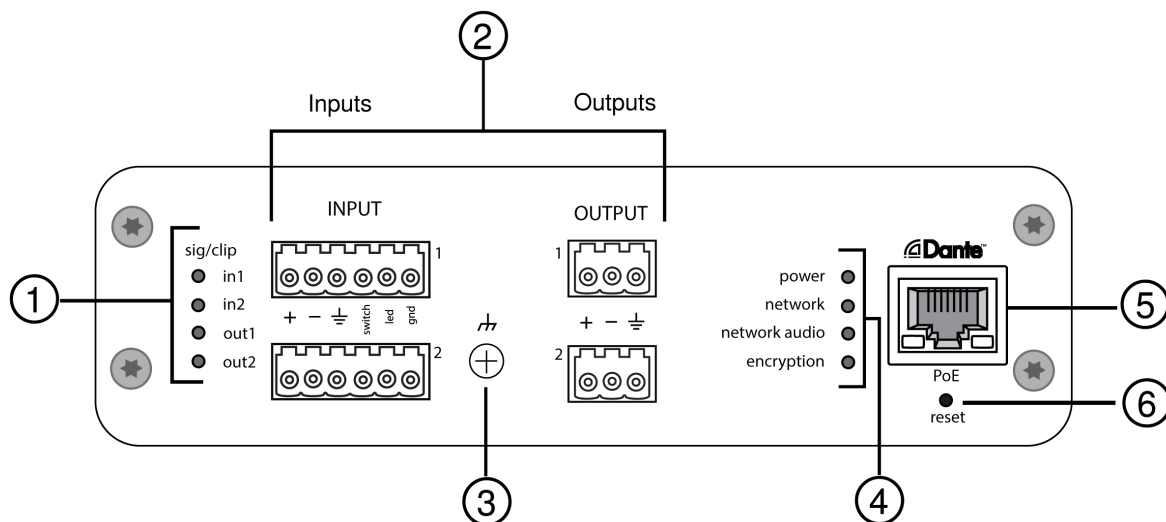 2
Inputs
Outputs
INPUT
OUTPUT
sig/clip
in1
in2
out1
out2
1
+ − switch led gnd
2
1
+ −
2
power
network
network audio
encryption
Dante™
PoE
reset
1
3
4
5
6